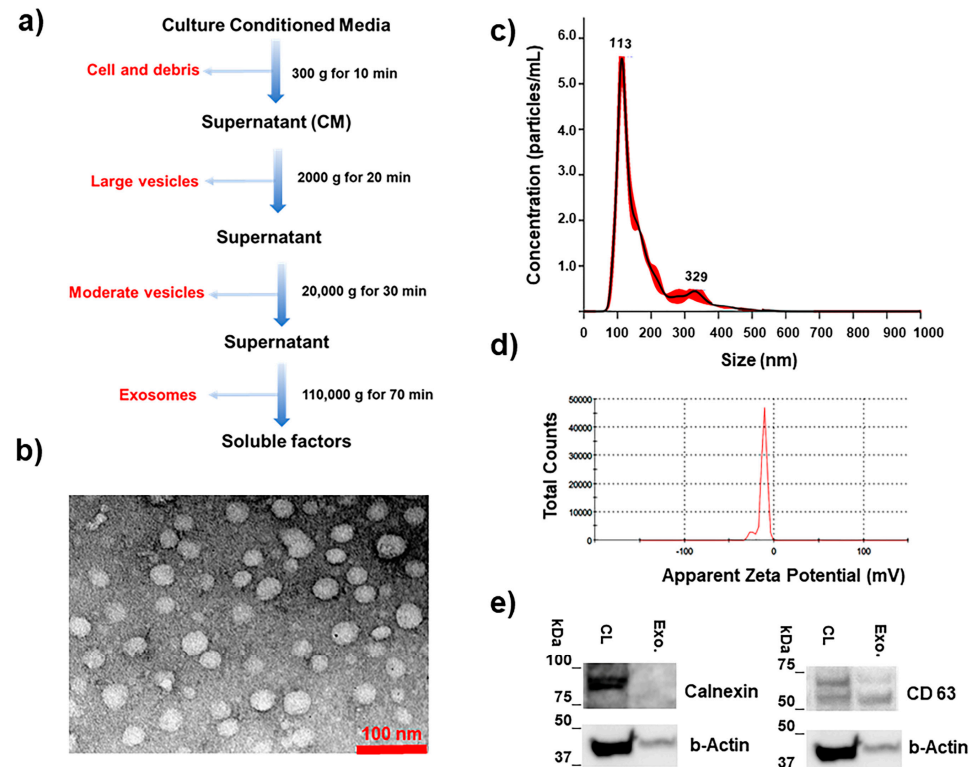 a)
Culture Conditioned Media
Cell and debris
300 g for 10 min
Supernatant (CM)
Large vesicles
2000 g for 20 min
Supernatant
Moderate vesicles
20,000 g for 30 min
Supernatant
Exosomes
110,000 g for 70 min
Soluble factors
b)
100 nm
c)
Concentration (particles/mL)
6.0
5.0
4.0
3.0
2.0
1.0
113
329
0 100 200 300 400 500 600 700 800 900 1000
Size (nm)
d)
Total Counts
50000
40000
30000
20000
10000
0
-100 0 100
Apparent Zeta Potential (mV)
e)
kDa CL Exo.
100
75
Calnexin
50
37
b-Actin
kDa CL Exo.
75
50
CD 63
50
37
b-Actin